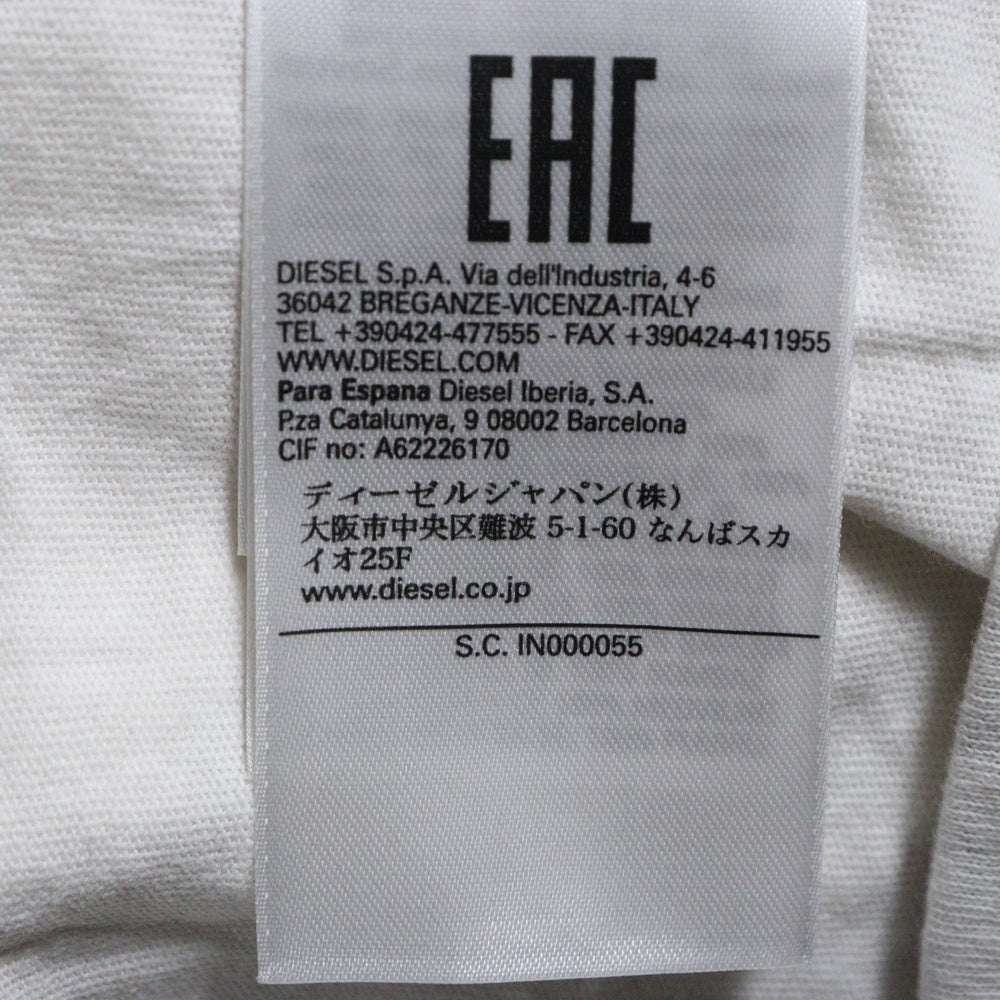 EAC
DIESEL S.p.A. Via dell'Industria, 4-6
36042 BREGANZE-VICENZA-ITALY
TEL +390424-477555 - FAX +390424-411955
WWW.DIESEL.COM
Para Espana Diesel Iberia, S.A.
P.za Catalunya, 9 08002 Barcelona
CIF no: A62226170
ディーゼルジャパン(株)
大阪市中央区難波 5-1-60 なんばスカ
イオ25F
www.diesel.co.jp
S.C. IN000055